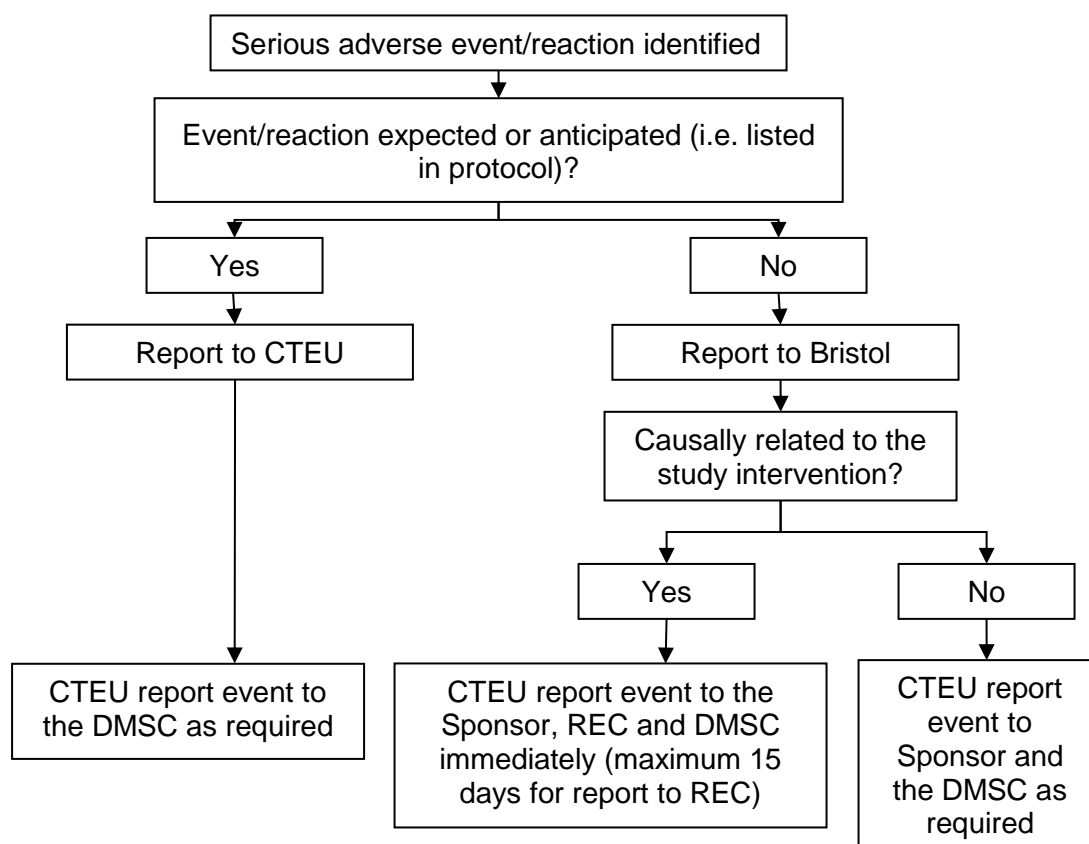 Serious adverse event/reaction identified
Event/reaction expected or anticipated (i.e. listed
in protocol)?
Yes
No
Report to CTEU
Report to Bristol
Causally related to the
study intervention?
Yes
No
CTEU report event to
the DMSC as required
CTEU report event to the
Sponsor, REC and DMSC
immediately (maximum 15
days for report to REC)
CTEU report
event to
Sponsor and
the DMSC as
required